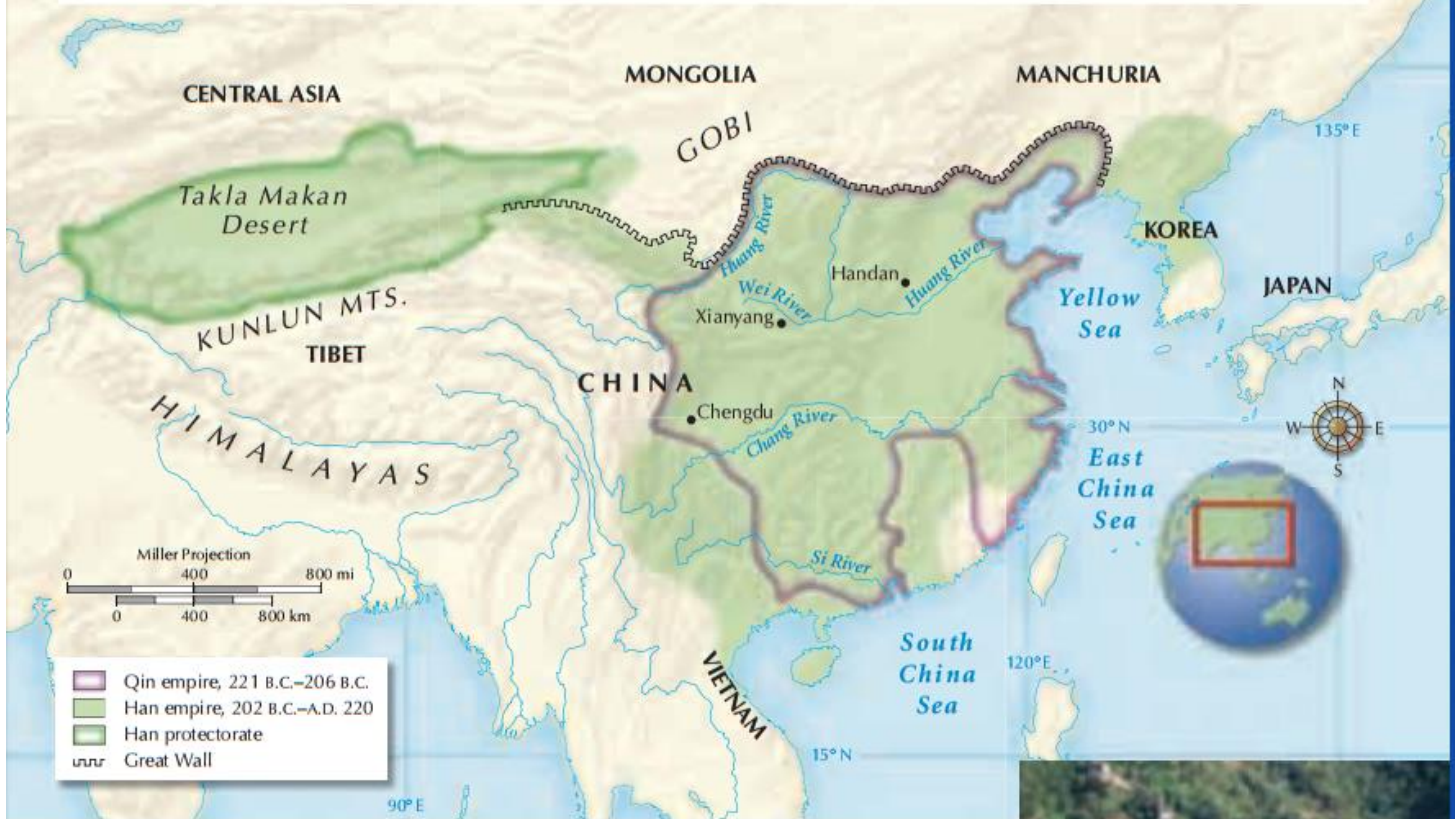 CENTRAL ASIA
MONGOLIA
MANCHURIA
GOBI
135° E
Takla Makan
Desert
Huang River
KOREA
Handan
Huang River
JAPAN
Wei River
Xianyang
Yellow
Sea
KUNLUN MTS.
TIBET
CHINA
Chengdu
Chang River
N
W
E
S
30° N
East
China
Sea
HIMALAYAS
Miller Projection
0 400 800 mi
0 400 800 km
Si River
South
China
Sea
120° E
VIETNAM
Qin empire, 221 B.C.–206 B.C.
Han empire, 202 B.C.–A.D. 220
Han protectorate
Great Wall
15° N
90° E